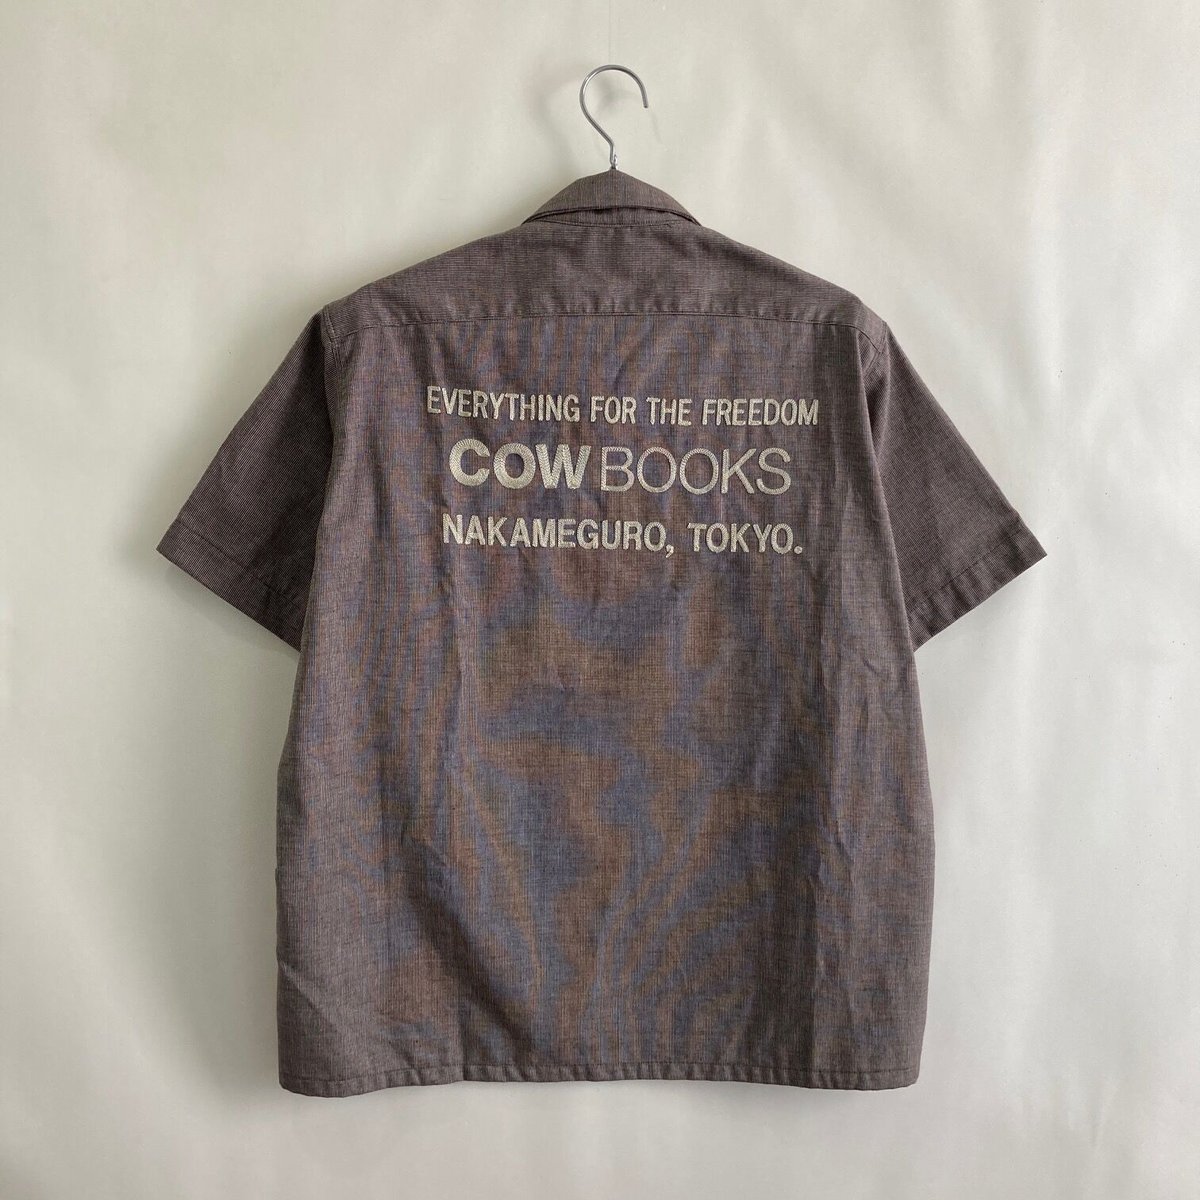 EVERYTHING FOR THE FREEDOM
COW BOOKS
NAKAMEGURO, TOKYO.